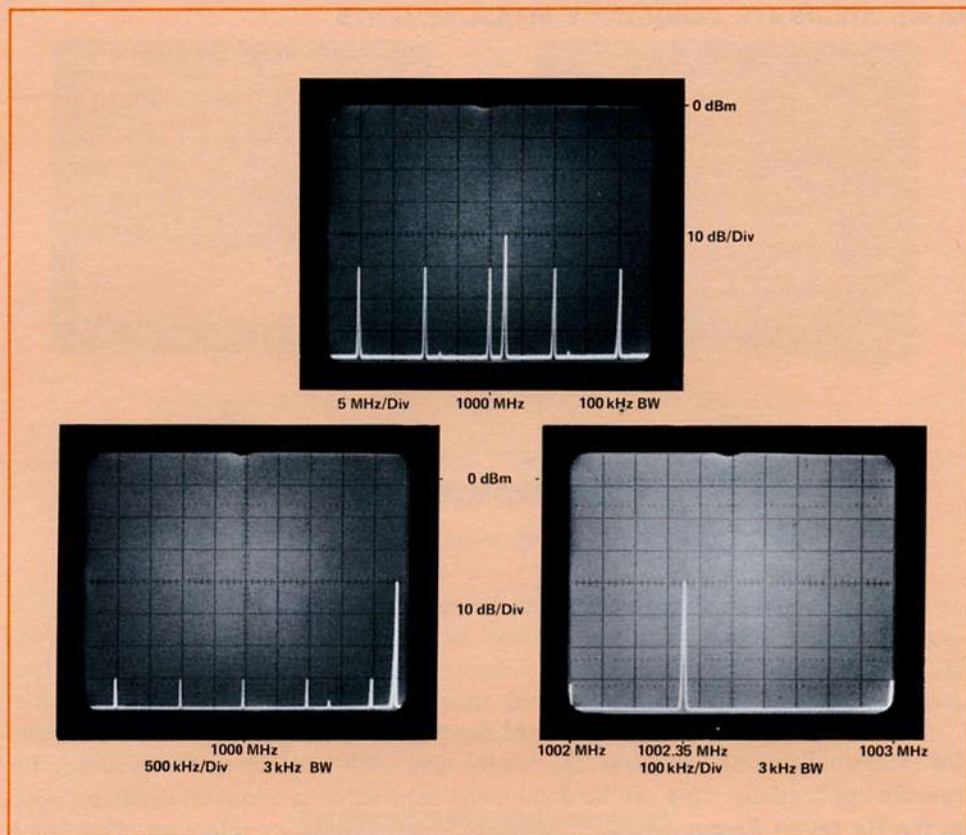 0 dBm
10 dB/Div
5 MHz/Div 1000 MHz 100 kHz BW
0 dBm
10 dB/Div
1000 MHz
500 kHz/Div 3 kHz BW
1002 MHz 1002.35 MHz 1003 MHz
100 kHz/Div 3 kHz BW